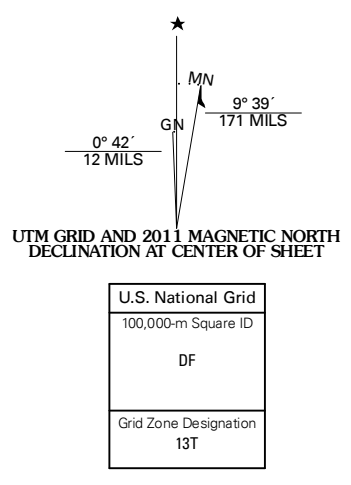 ★
MN
GN
9° 39´
171 MILS
0° 42´
12 MILS
UTM GRID AND 2011 MAGNETIC NORTH
DECLINATION AT CENTER OF SHEET
U.S. National Grid
100,000-m Square ID
DF
Grid Zone Designation
13T